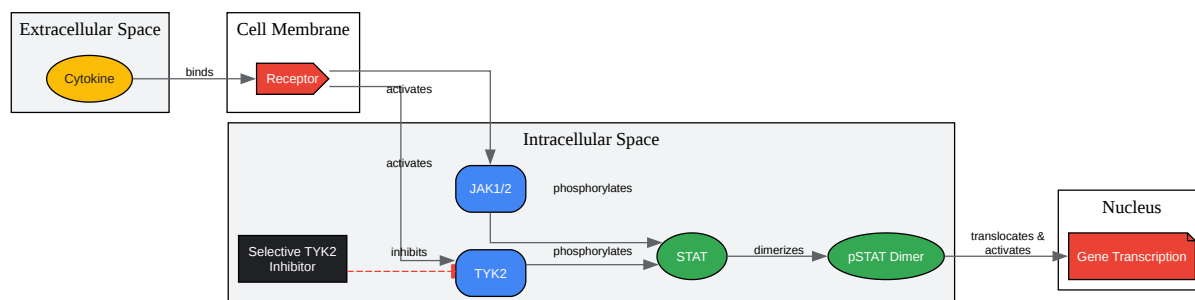 Extracellular Space
Cell Membrane
Cytokine
binds
Receptor
activates
Intracellular Space
activates
JAK1/2
phosphorylates
Nucleus
Selective TYK2
Inhibitor
inhibits
TYK2
phosphorylates
STAT
dimerizes
pSTAT Dimer
translocates &
activates
Gene Transcription